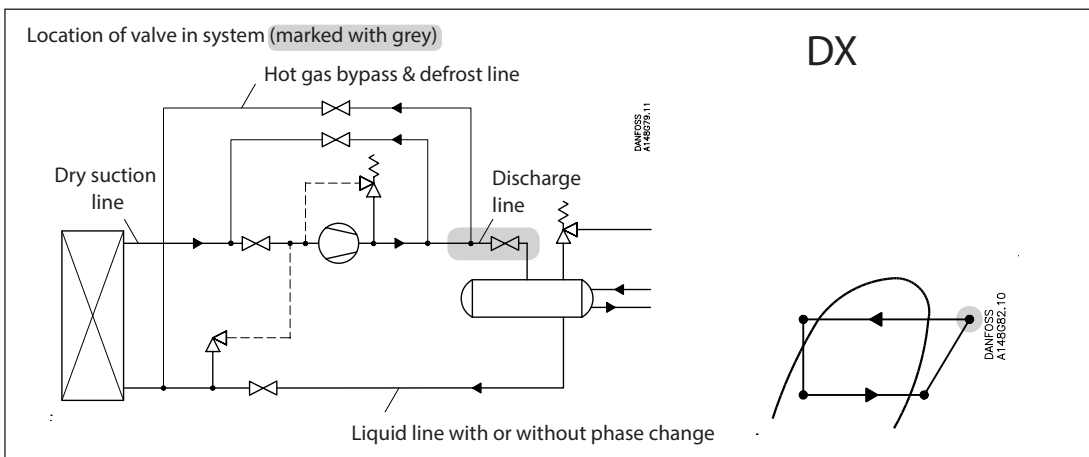 Location of valve in system (marked with grey)
DX
Hot gas bypass & defrost line
DANFOSS
A148G79.11
Dry suction
line
Discharge
line
DANFOSS
A148G82.10
Liquid line with or without phase change